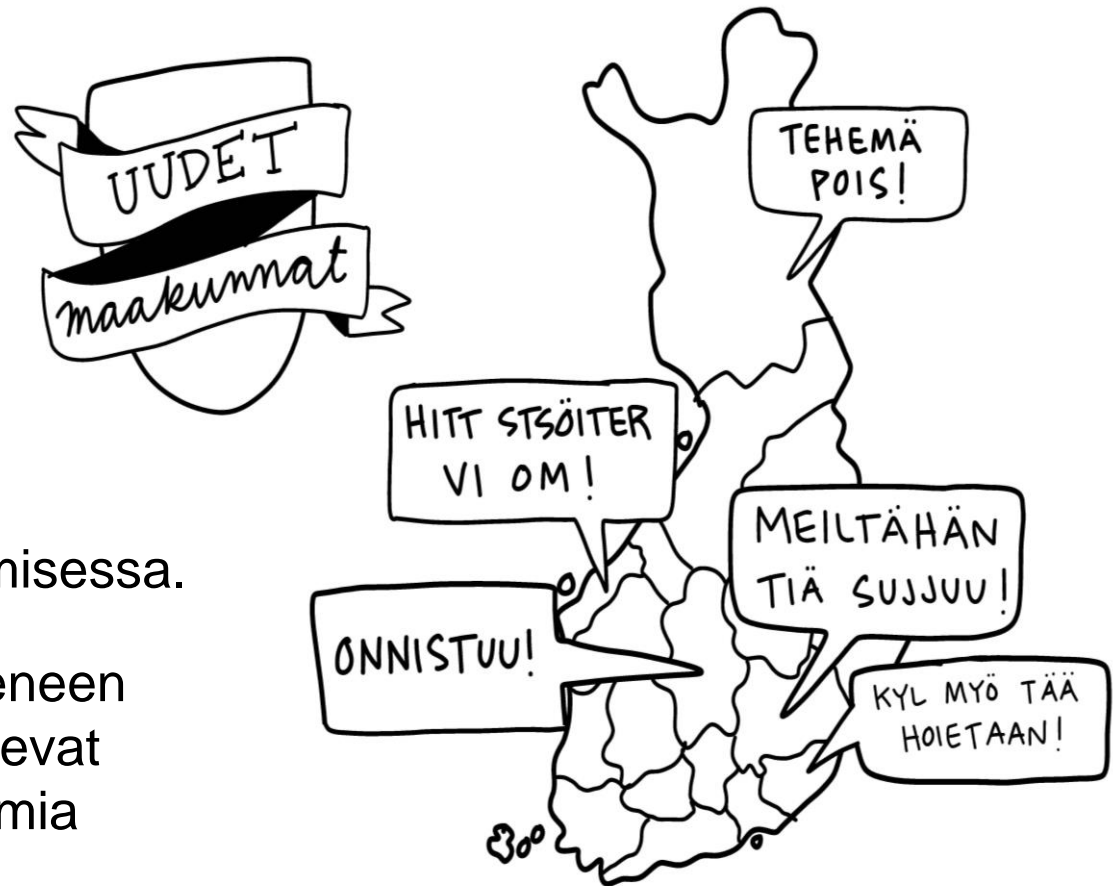 UUDET
maakunnat
TEHEMÄ
POIS!
HITT STSÖITER
VI OM!
MEILTÄHÄN
TIÄ SUJJUU!
ONNISTUU!
KYL MYÖ TÄÄ
HOIETAAN!
misessa.
eneen
evat
mia